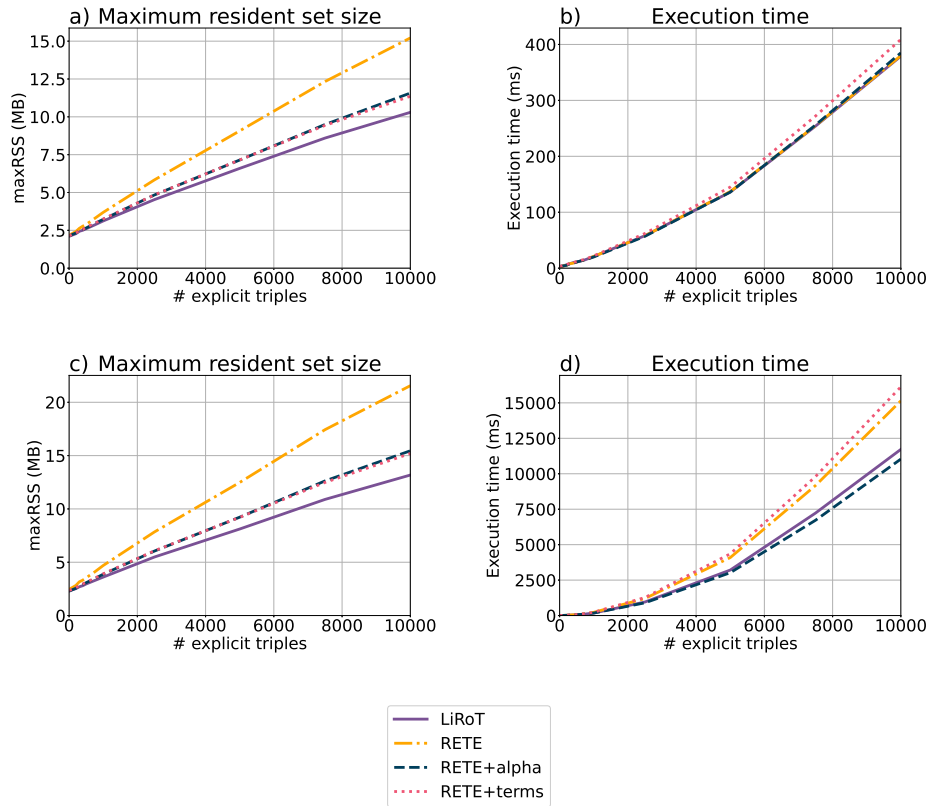 a) Maximum resident set size
15.0
12.5
10.0
7.5
5.0
2.5
0.0
maxRSS (MB)
0 2000 4000 6000 8000 10000
# explicit triples
b) Execution time
400
300
200
100
0
Execution time (ms)
0 2000 4000 6000 8000 10000
# explicit triples
c) Maximum resident set size
20
15
10
5
0
maxRSS (MB)
0 2000 4000 6000 8000 10000
# explicit triples
d) Execution time
15000
12500
10000
7500
5000
2500
0
Execution time (ms)
0 2000 4000 6000 8000 10000
# explicit triples
LiRoT
RETE
RETE+alpha
RETE+terms